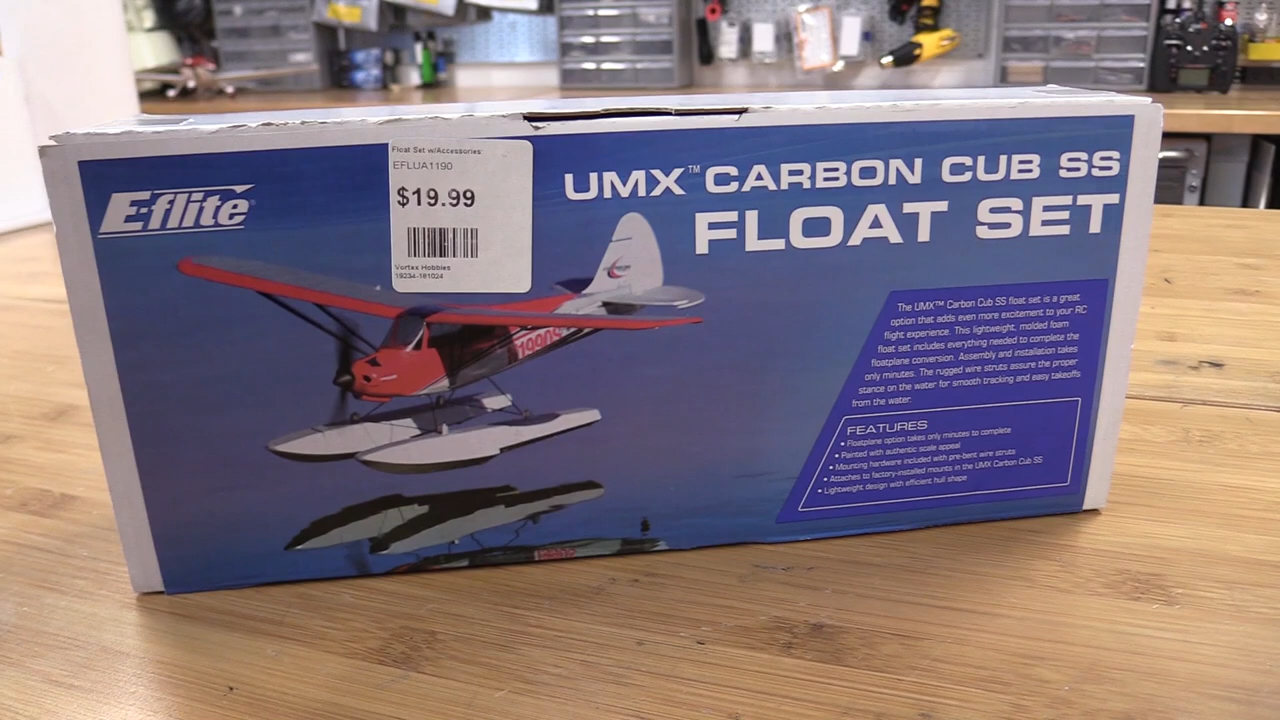 Float Set w/Accessories:
EFLUA1190
$19.99
Vortex Hobbies
19234-181024
E-flite®
UMX™ CARBON CUB SS
FLOAT SET
The UMX™ Carbon Cub SS float set is a great
option that adds even more excitement to your RC
flight experience. This lightweight, molded foam
float set includes everything needed to complete the
floatplane conversion. Assembly and installation takes
only minutes. The rugged wire struts assure the proper
stance on the water for smooth tracking and easy takeoffs
from the water.
FEATURES
• Floatplane option takes only minutes to complete
• Painted with authentic scale appeal
• Mounting hardware included with pre-bent wire struts
• Attaches to factory-installed mounts in the UMX Carbon Cub SS
• Lightweight design with efficient hull shape